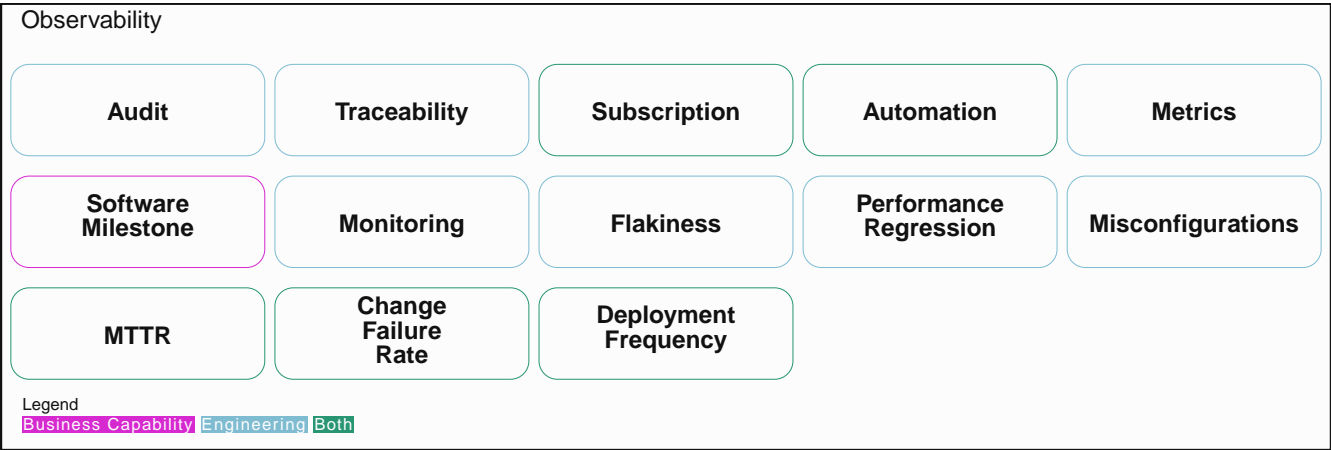 Observability
Audit
Traceability
Subscription
Automation
Metrics
Software
Milestone
Monitoring
Flakiness
Performance
Regression
Misconfigurations
MTTR
Change
Failure
Rate
Deployment
Frequency
Legend
Business Capability Engineering Both